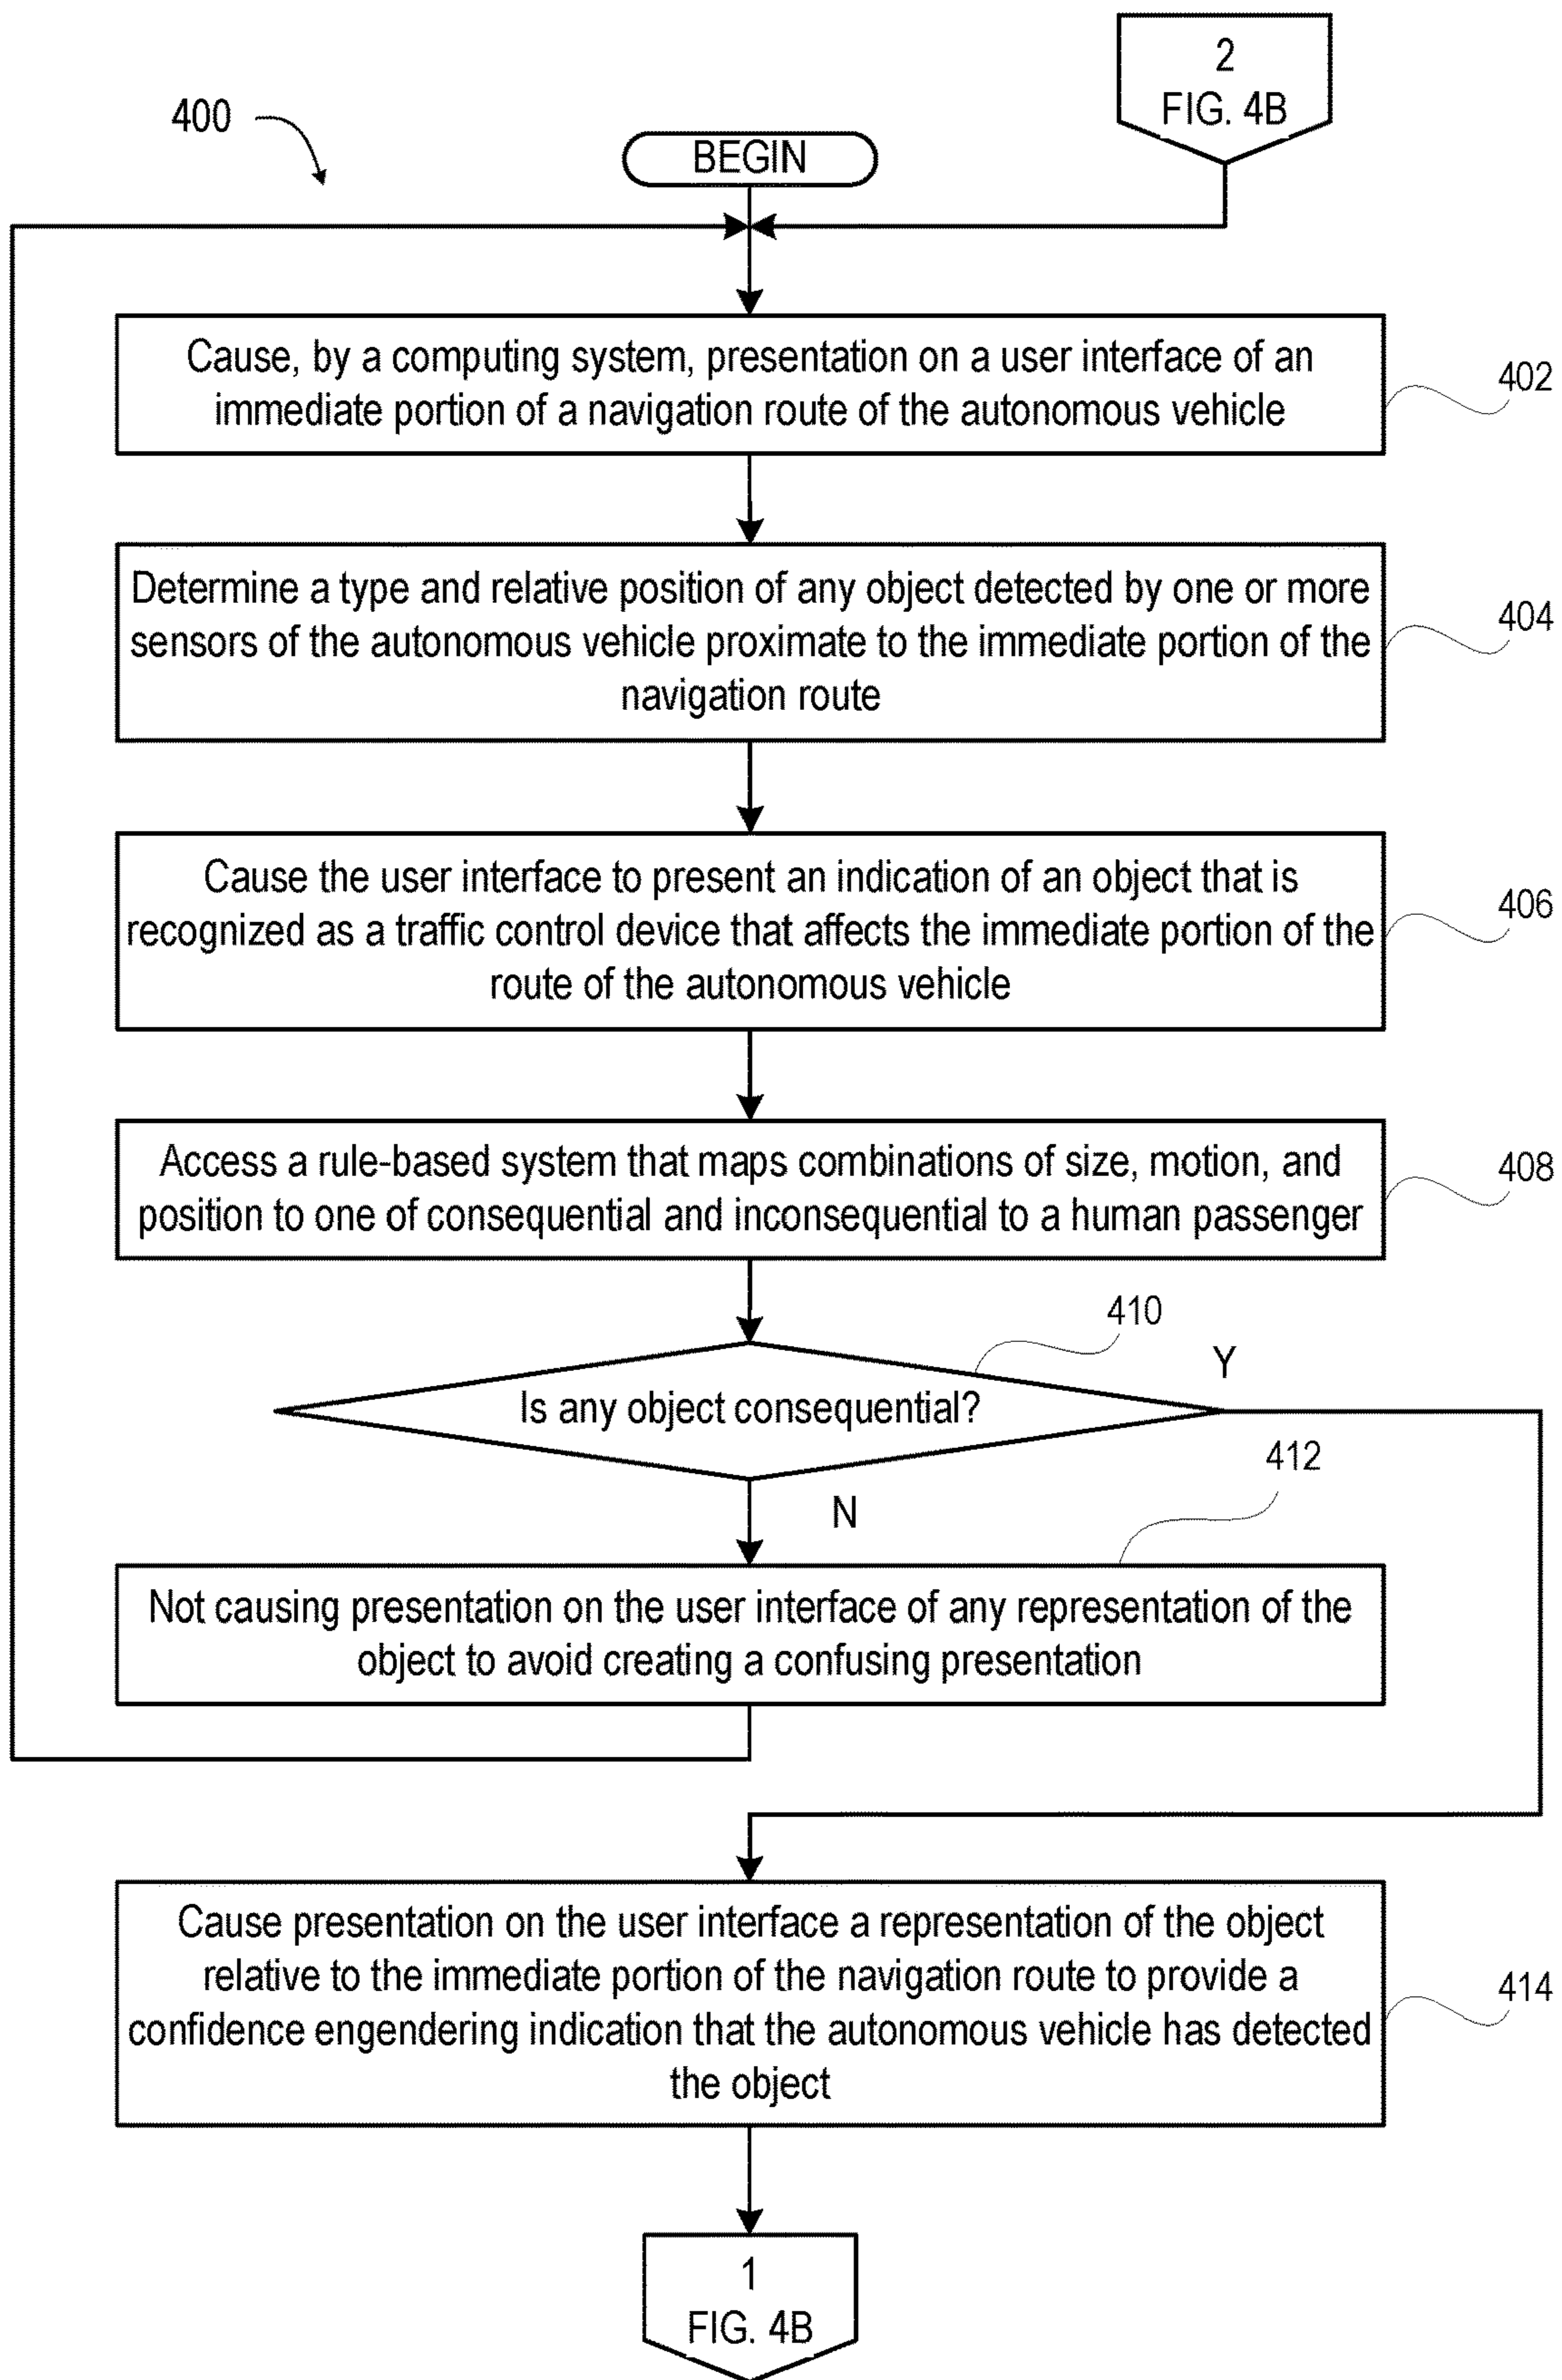 2
FIG. 4B
400
BEGIN
Cause, by a computing system, presentation on a user interface of an
immediate portion of a navigation route of the autonomous vehicle
402
Determine a type and relative position of any object detected by one or more
sensors of the autonomous vehicle proximate to the immediate portion of the
navigation route
404
Cause the user interface to present an indication of an object that is
recognized as a traffic control device that affects the immediate portion of the
route of the autonomous vehicle
406
Access a rule-based system that maps combinations of size, motion, and
position to one of consequential and inconsequential to a human passenger
408
410
Y
Is any object consequential?
412
N
Not causing presentation on the user interface of any representation of the
object to avoid creating a confusing presentation
Cause presentation on the user interface a representation of the object
relative to the immediate portion of the navigation route to provide a
confidence engendering indication that the autonomous vehicle has detected
the object
414
1
FIG. 4B